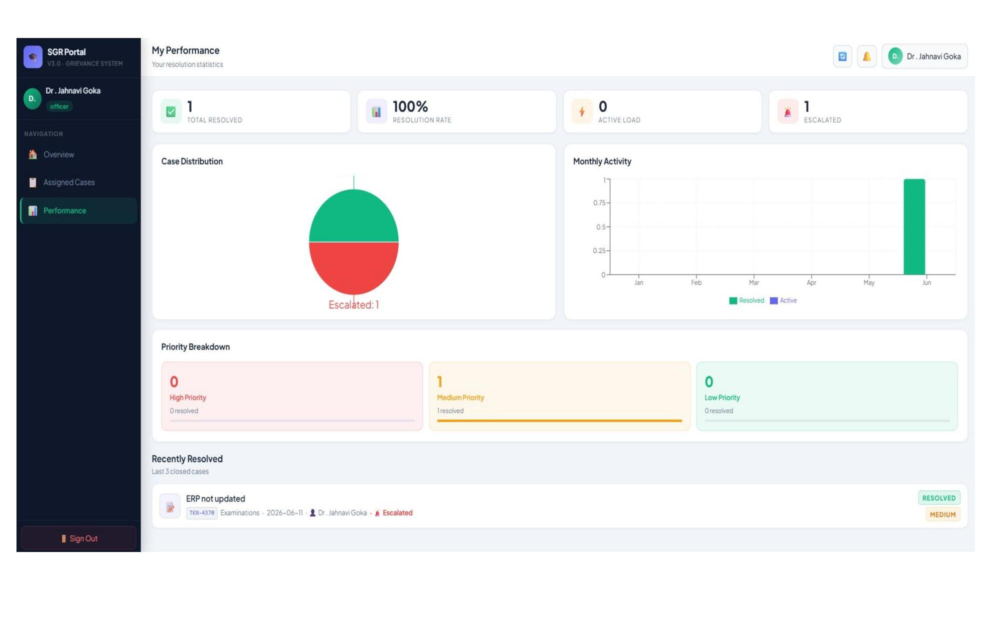 SGR Portal
V3.0 · GRIEVANCE SYSTEM
D.
Dr . Jahnavi Goka
officer
NAVIGATION
Overview
Assigned Cases
Performance
Sign Out
My Performance
Your resolution statistics
D.
Dr . Jahnavi Goka
1
TOTAL RESOLVED
100%
RESOLUTION RATE
0
ACTIVE LOAD
1
ESCALATED
Case Distribution
Escalated: 1
Monthly Activity
1
0.75
0.5
0.25
0
Jan Feb Mar Apr May Jun
Resolved Active
Priority Breakdown
0
High Priority
0 resolved
1
Medium Priority
1 resolved
0
Low Priority
0 resolved
Recently Resolved
Last 3 closed cases
ERP not updated
TKN-4370 Examinations · 2026-06-11 · Dr . Jahnavi Goka · Escalated
RESOLVED
MEDIUM